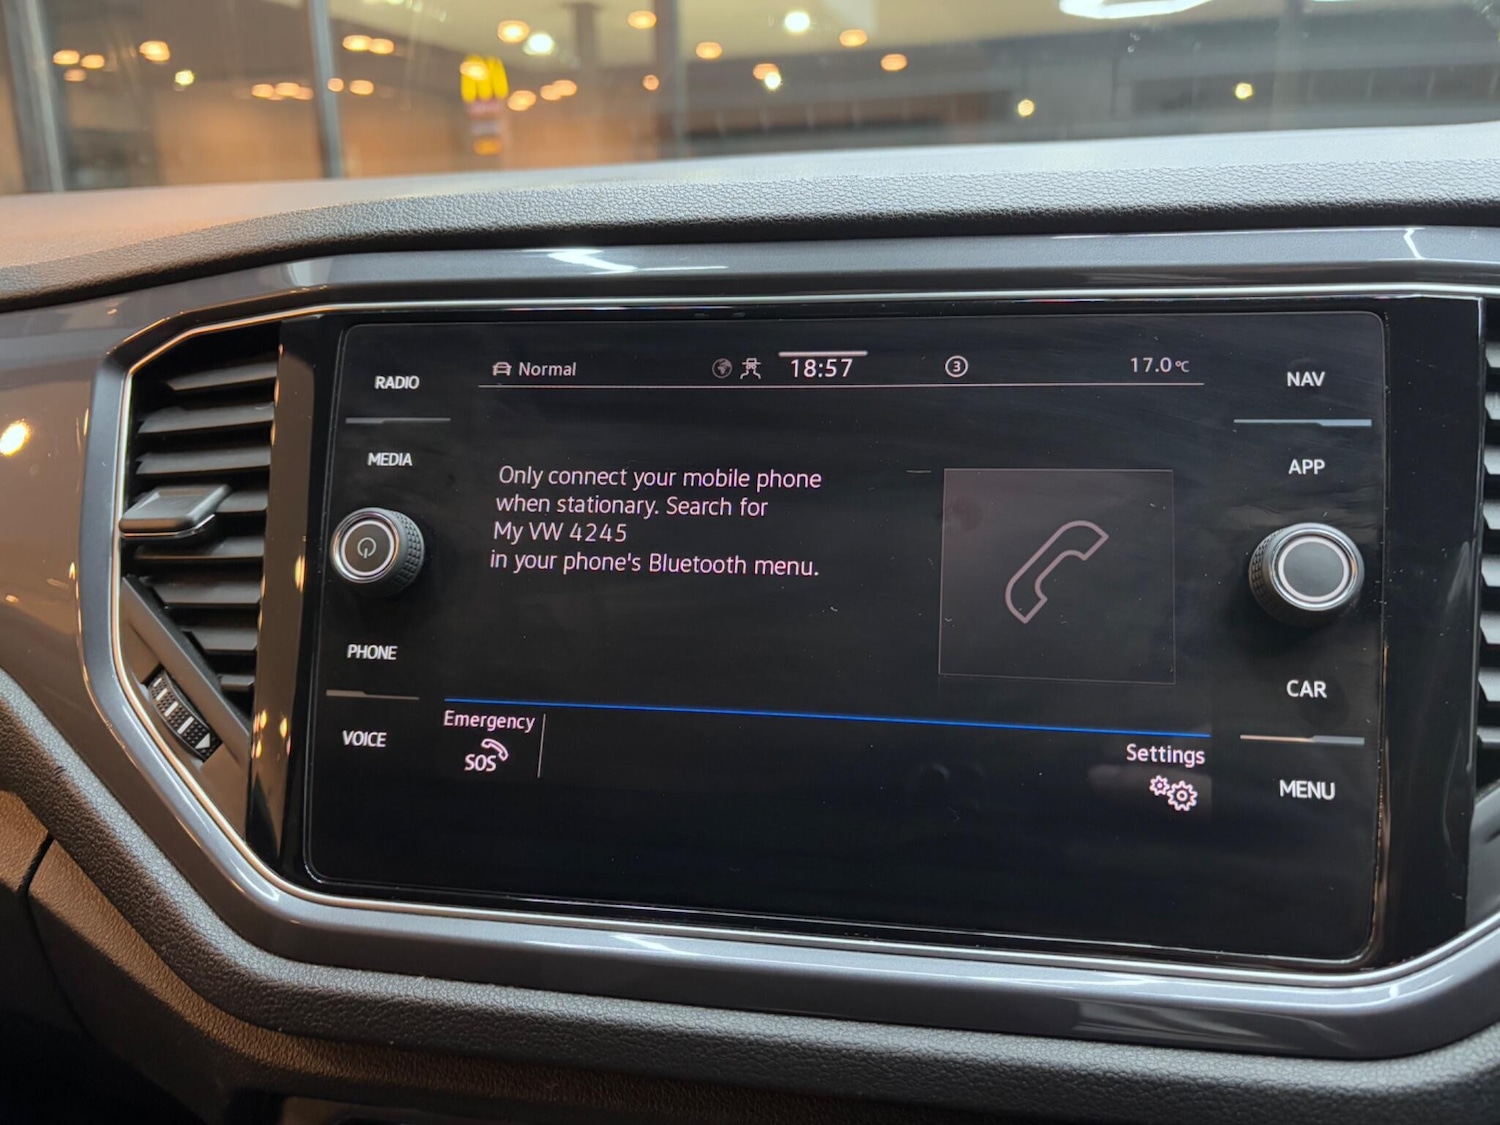 RADIO
Normal
18:57
3
17.0°C
NAV
MEDIA
APP
Only connect your mobile phone
when stationary. Search for
My VW 4245
in your phone's Bluetooth menu.
PHONE
CAR
VOICE
Emergency
SOS
Settings
MENU